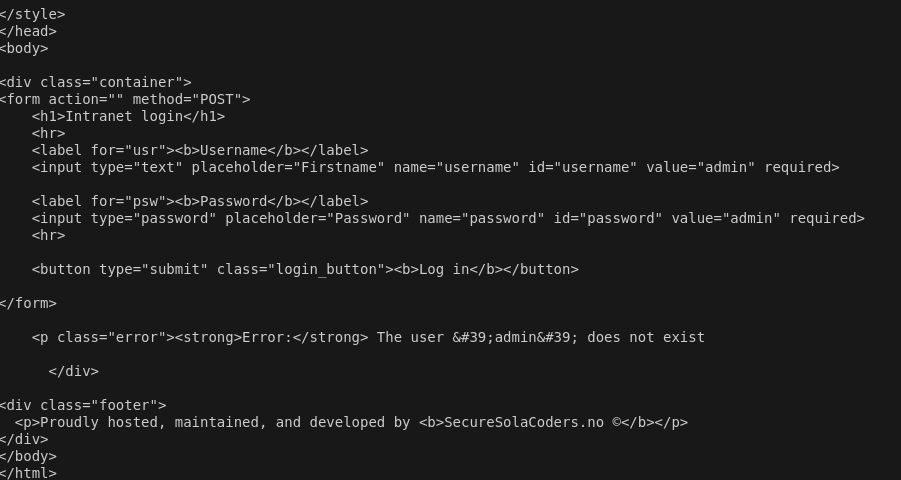 </style>
</head>
<body>
<div class="container">
<form action="" method="POST">
<h1>Intranet login</h1>
<hr>
<label for="usr"><b>Username</b></label>
<input type="text" placeholder="Firstname" name="username" id="username" value="admin" required>
<label for="psw"><b>Password</b></label>
<input type="password" placeholder="Password" name="password" id="password" value="admin" required>
<hr>
<button type="submit" class="login_button"><b>Log in</b></button>
</form>
<p class="error"><strong>Error:</strong> The user &#39;admin&#39; does not exist
</div>
<div class="footer">
<p>Proudly hosted, maintained, and developed by <b>SecureSolaCoders.no ©</b></p>
</div>
</body>
</html>